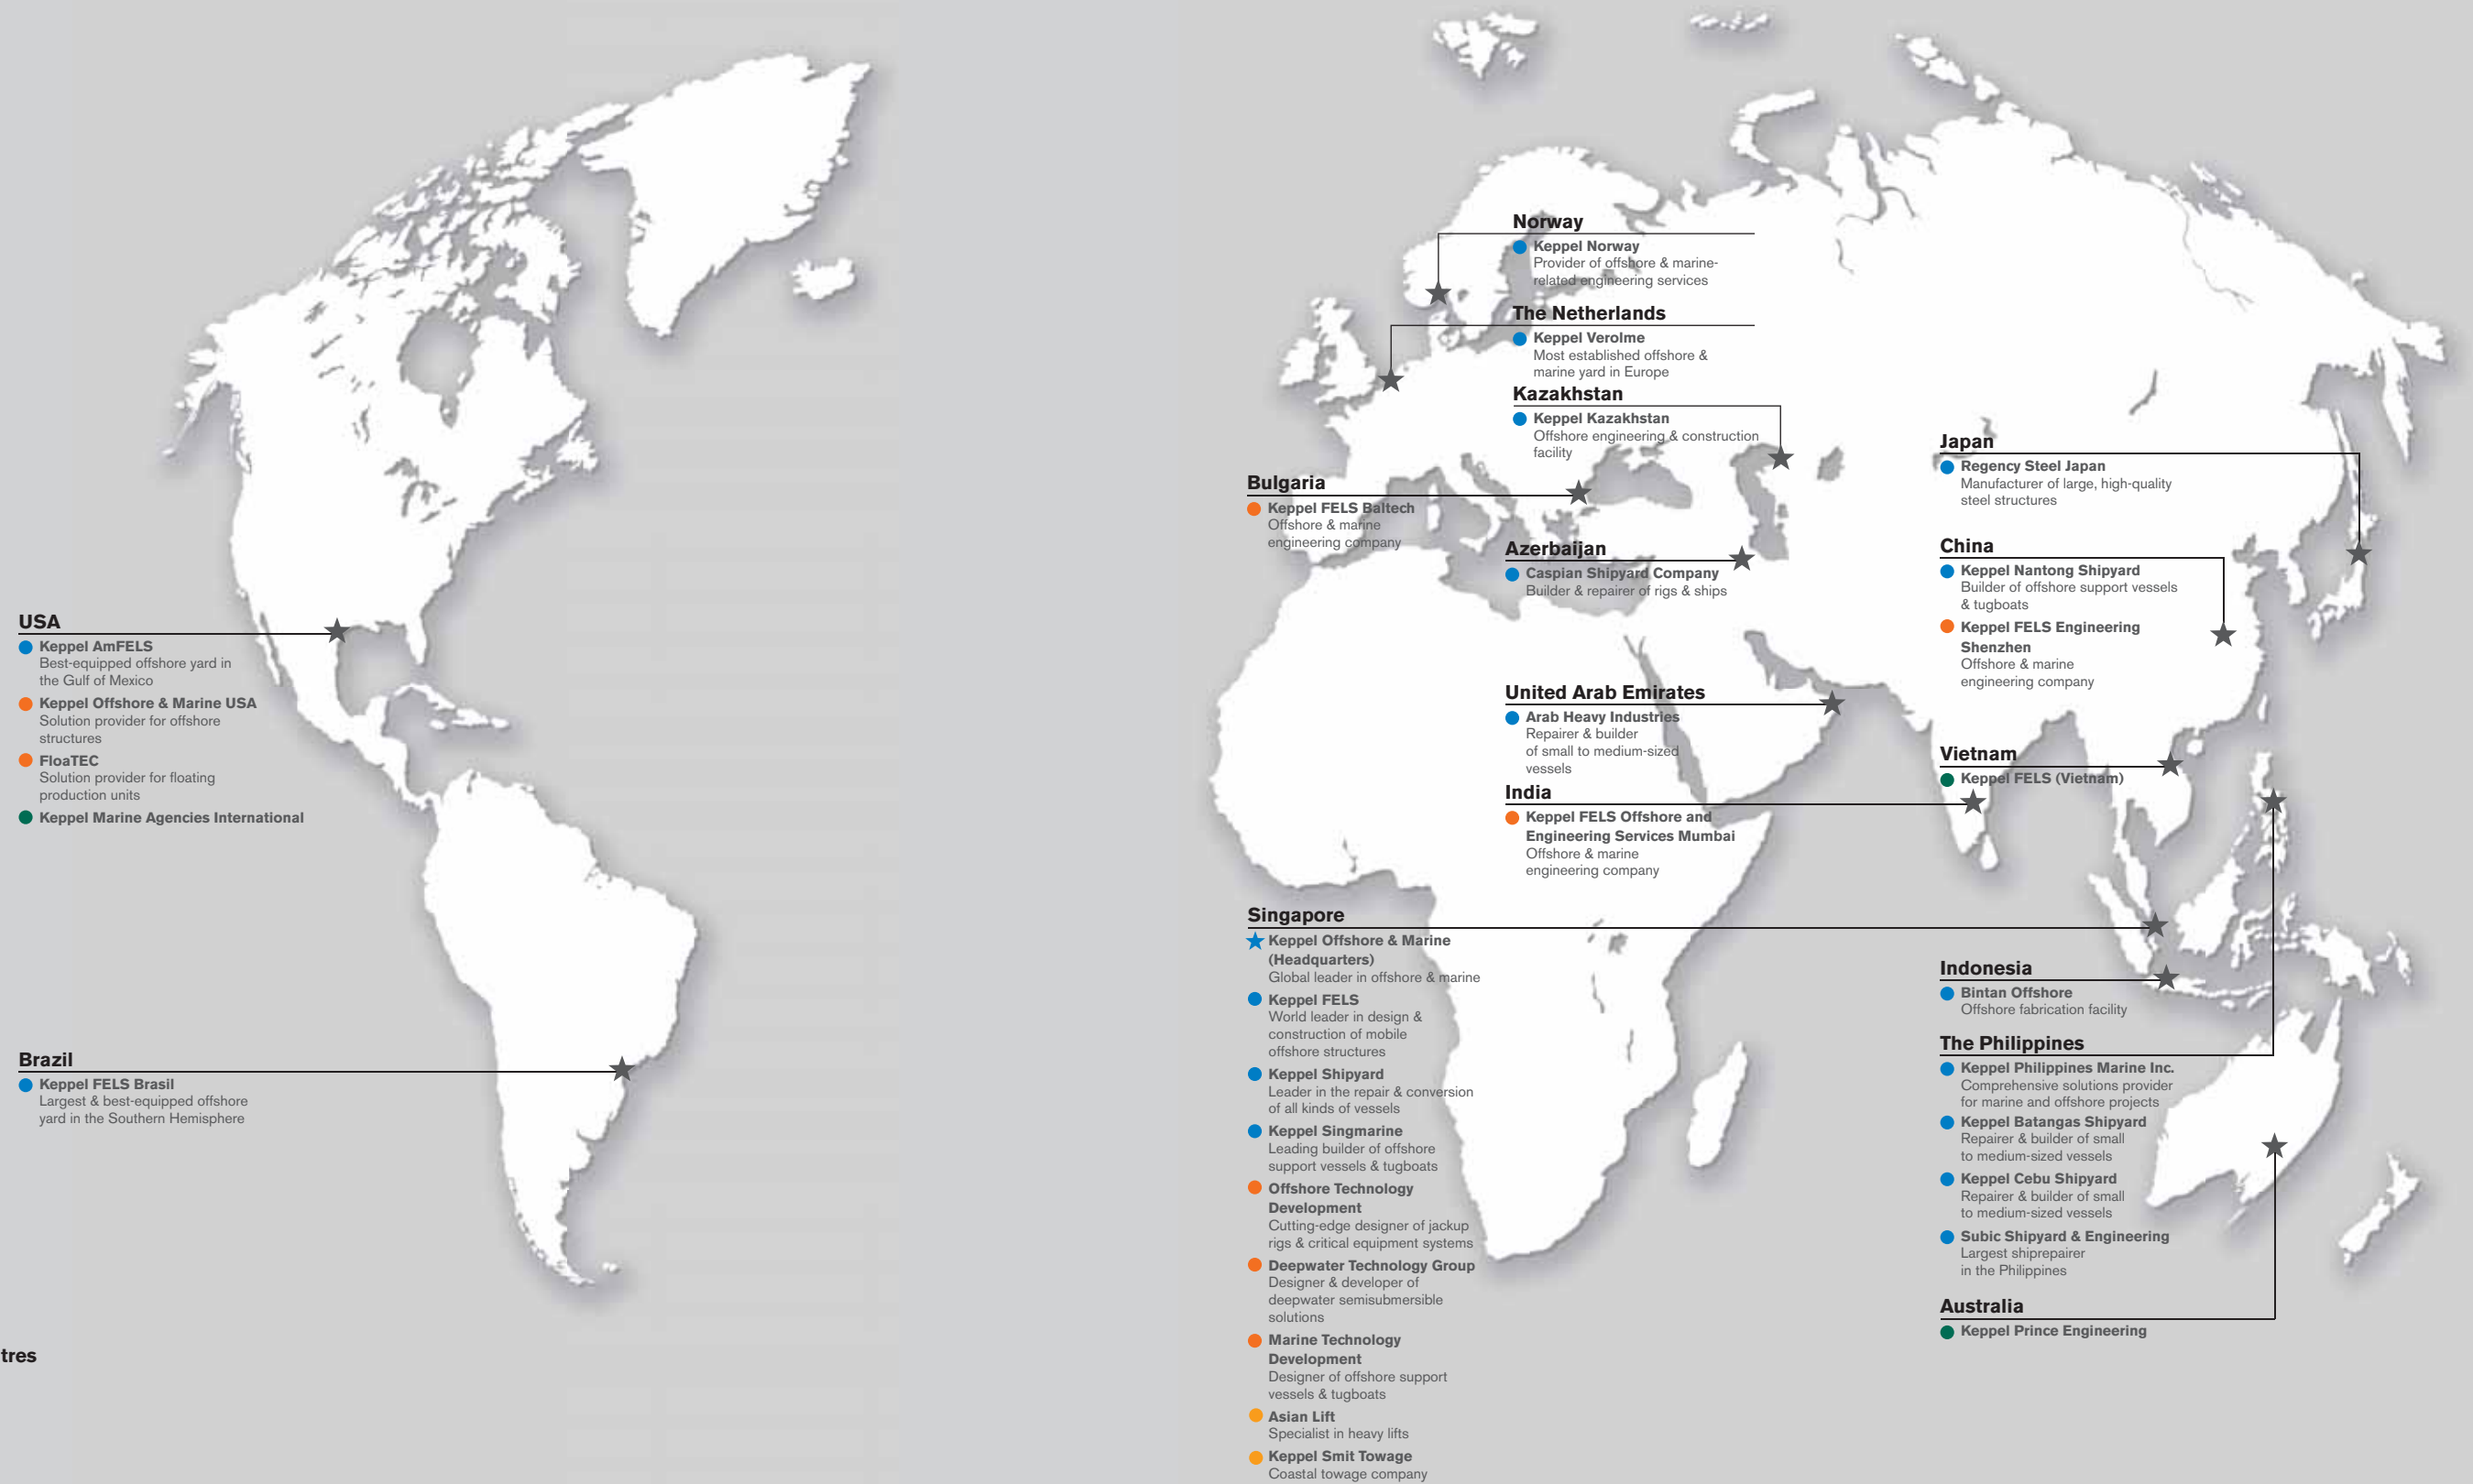 USA
Keppel AmFELS
Best-equipped offshore yard in
the Gulf of Mexico
Keppel Offshore & Marine USA
Solution provider for offshore
structures
FloaTEC
Solution provider for floating
production units
Keppel Marine Agencies International
Brazil
Keppel FELS Brasil
Largest & best-equipped offshore
yard in the Southern Hemisphere
tres
Norway
Keppel Norway
Provider of offshore & marine-
related engineering services
The Netherlands
Keppel Verolme
Most established offshore &
marine yard in Europe
Kazakhstan
Keppel Kazakhstan
Offshore engineering & construction
facility
Bulgaria
Keppel FELS Baltech
Offshore & marine
engineering company
Azerbaijan
Caspian Shipyard Company
Builder & repairer of rigs & ships
United Arab Emirates
Arab Heavy Industries
Repairer & builder
of small to medium-sized
vessels
India
Keppel FELS Offshore and
Engineering Services Mumbai
Offshore & marine
engineering company
Singapore
Keppel Offshore & Marine
(Headquarters)
Global leader in offshore & marine
Keppel FELS
World leader in design &
construction of mobile
offshore structures
Keppel Shipyard
Leader in the repair & conversion
of all kinds of vessels
Keppel Singmarine
Leading builder of offshore
support vessels & tugboats
Offshore Technology
Development
Cutting-edge designer of jackup
rigs & critical equipment systems
Deepwater Technology Group
Designer & developer of
deepwater semisubmersible
solutions
Marine Technology
Development
Designer of offshore support
vessels & tugboats
Asian Lift
Specialist in heavy lifts
Keppel Smit Towage
Coastal towage company
Japan
Regency Steel Japan
Manufacturer of large, high-quality
steel structures
China
Keppel Nantong Shipyard
Builder of offshore support vessels
& tugboats
Keppel FELS Engineering
Shenzhen
Offshore & marine
engineering company
Vietnam
Keppel FELS (Vietnam)
Indonesia
Bintan Offshore
Offshore fabrication facility
The Philippines
Keppel Philippines Marine Inc.
Comprehensive solutions provider
for marine and offshore projects
Keppel Batangas Shipyard
Repairer & builder of small
to medium-sized vessels
Keppel Cebu Shipyard
Repairer & builder of small
to medium-sized vessels
Subic Shipyard & Engineering
Largest shiprepairer
in the Philippines
Australia
Keppel Prince Engineering